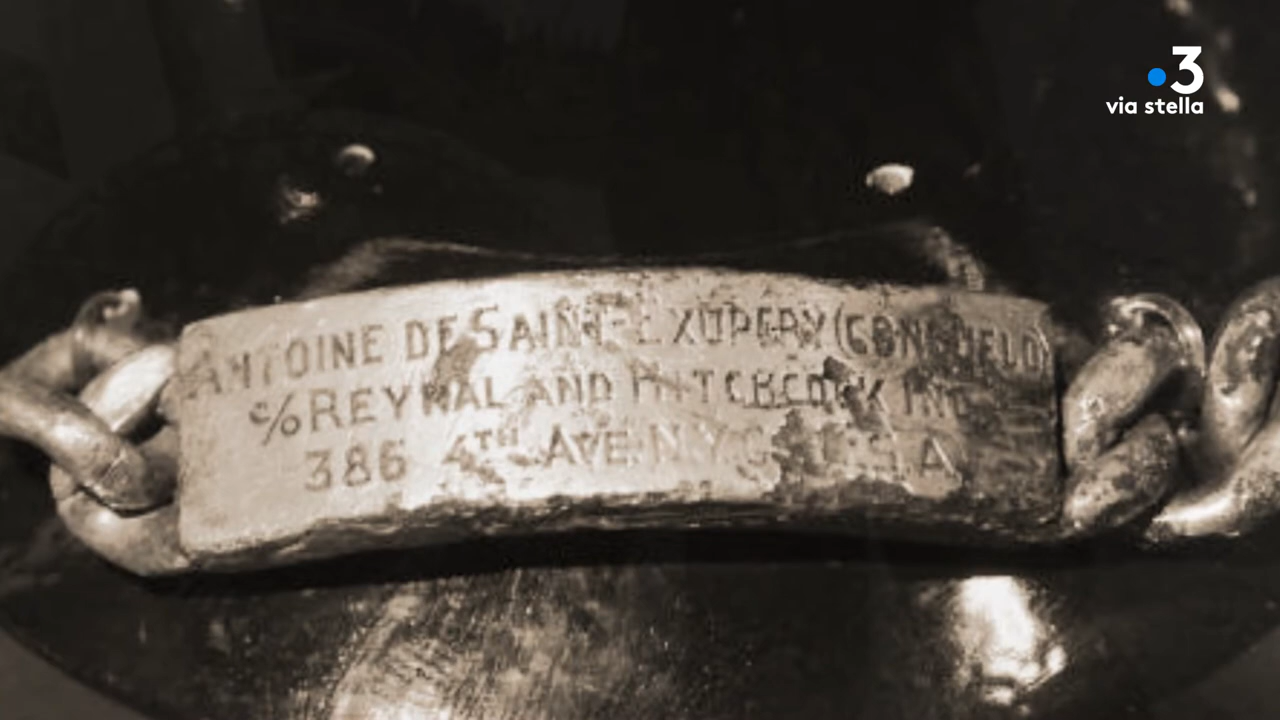 3
via stella
ANTOINE DE SAINT-EXUPERY (CONSUELO)
c/o REYNAL AND HITCHCOCK INC.
386 4TH AVE. N.Y.C. U.S.A